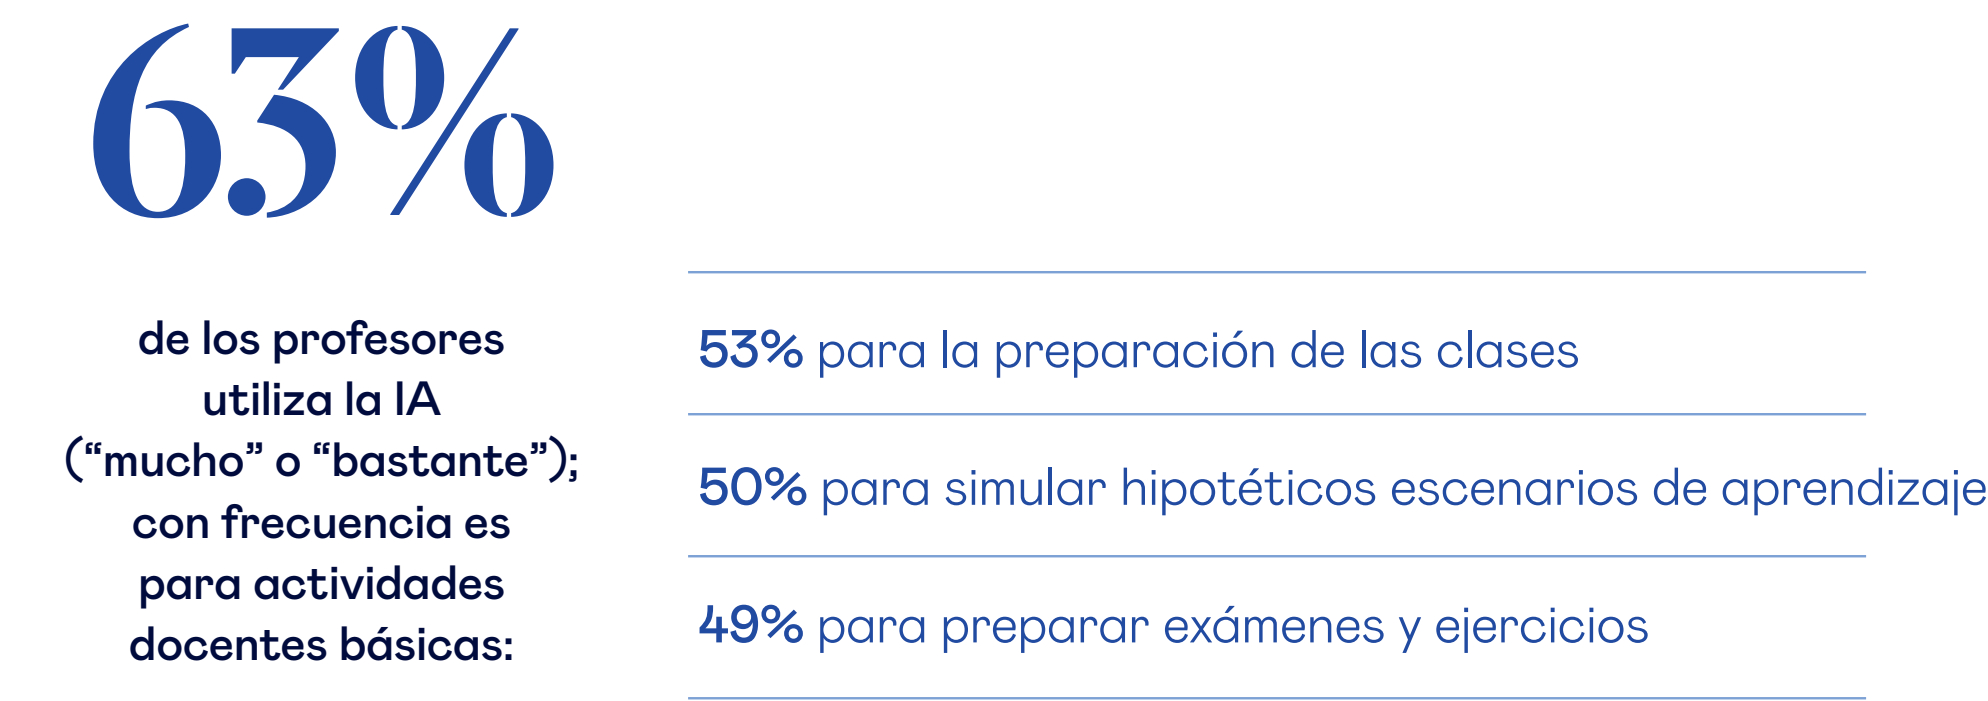 63%
de los profesores
utiliza la IA
(“mucho” o “bastante”);
con frecuencia es
para actividades
docentes básicas:
53% para la preparación de las clases
50% para simular hipotéticos escenarios de aprendizaje
49% para preparar exámenes y ejercicios